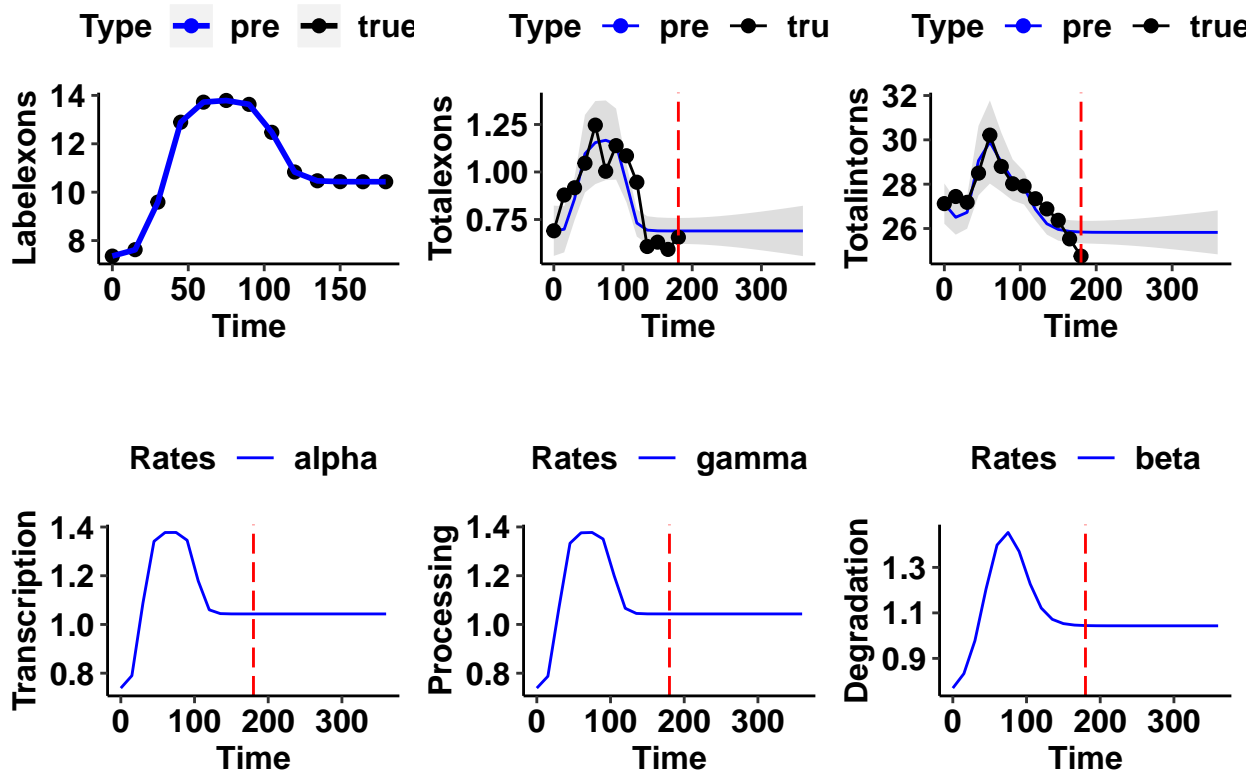 Type pre true
Type pre tru
Type pre true
Labelexons
14
12
10
8
0 50 100 150
Time
Totalexons
1.25
1.00
0.75
0 100 200 300
Time
Totalintorns
32
30
28
26
0 100 200 300
Time
Rates alpha
Rates gamma
Rates beta
Transcription
1.4
1.2
1.0
0.8
0 100 200 300
Time
Processing
1.4
1.2
1.0
0.8
0 100 200 300
Time
Degradation
1.3
1.1
0.9
0 100 200 300
Time